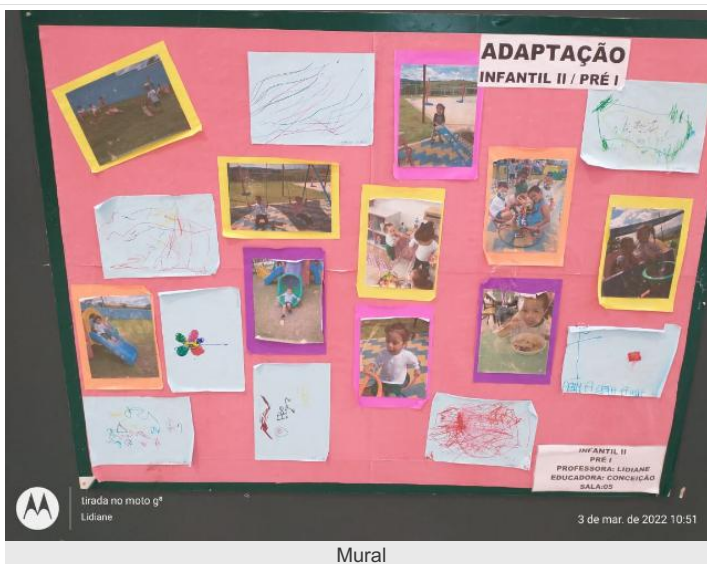 ADAPTAÇÃO
INFANTIL II / PRÉ I
INFANTIL II
PRÉ I
PROFESSORA: LIDIANE
EDUCADORA: CONCEIÇÃO
SALA:05
tirada no moto g⁸
Lidiane
3 de mar. de 2022 10:51
Mural